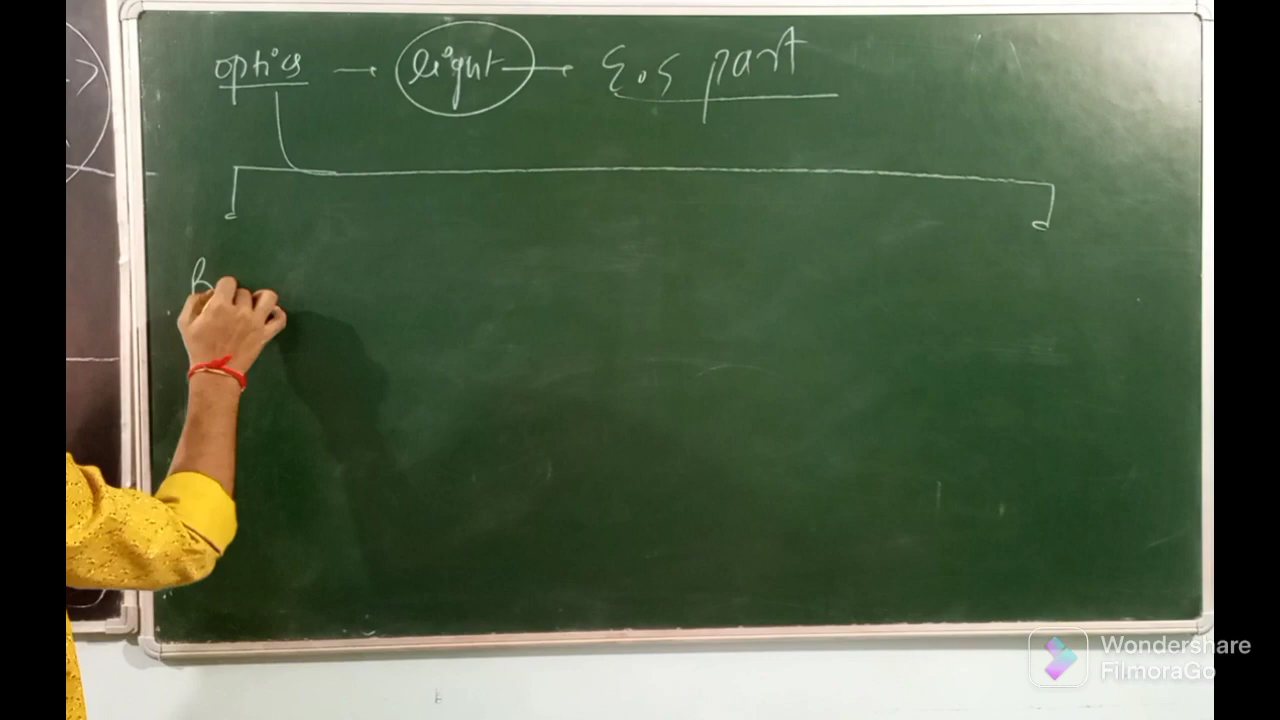 optics → light → E.S part
R
Wondershare
FilmoraGo